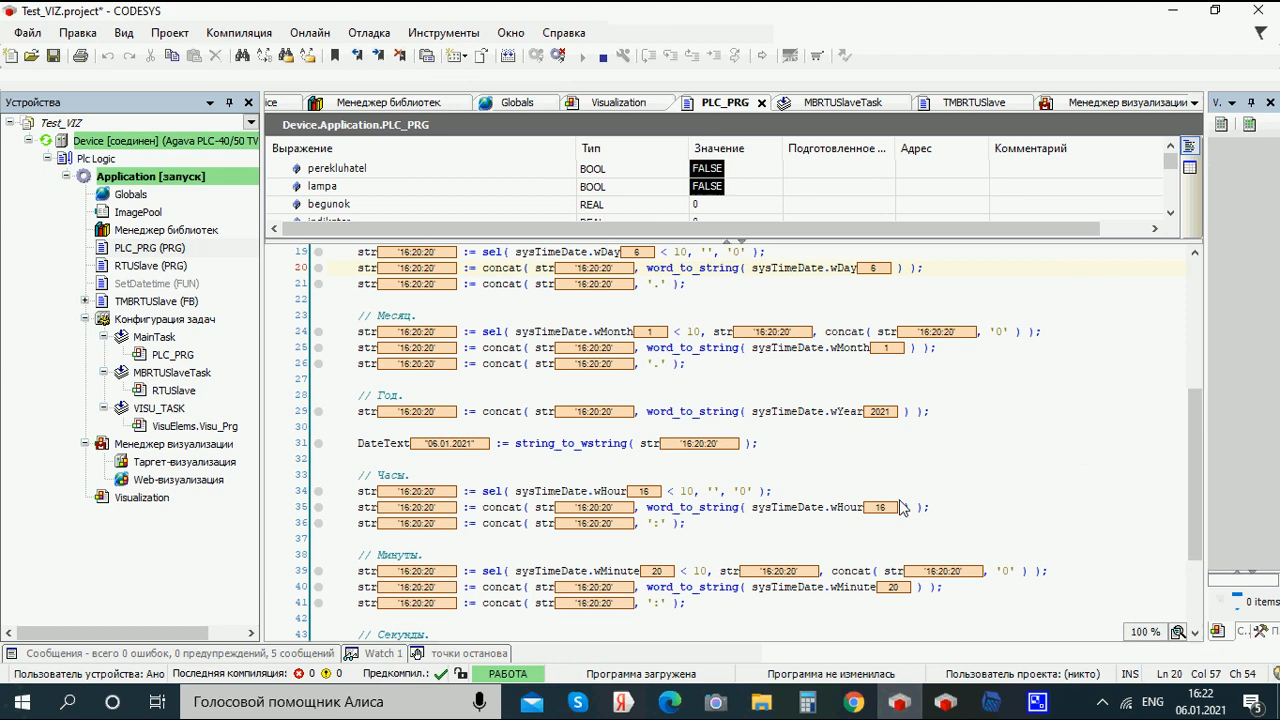 Test_VIZ.project* - CODESYS
Файл Правка Вид Проект Компиляция Онлайн Отладка Инструменты Окно Справка
Устройства
Test_VIZ
Device [соединен] (Agava PLC-40/50 TV
Plc Logic
Application [запуск]
Globals
ImagePool
Менеджер библиотек
PLC_PRG (PRG)
RTUSlave (PRG)
SetDatetime (FUN)
TMBRTUSlave (FB)
Конфигурация задач
MainTask
PLC_PRG
MBRTUSlaveTask
RTUSlave
VISU_TASK
VisuElems.Visu_Prg
Менеджер визуализации
Таргет-визуализация
Web-визуализация
Visualization
ice Менеджер библиотек Globals Visualization PLC_PRG MBRTUSlaveTask TMBRTUSlave Менеджер визуализации
V.
Device.Application.PLC_PRG
Выражение Тип Значение Подготовленное ... Адрес Комментарий
perekluhatel BOOL FALSE
lampa BOOL FALSE
begunok REAL 0
19 str '16:20:20' := sel( sysTimeDate.wDay 6 < 10, '', '0' );
20 str '16:20:20' := concat( str '16:20:20' , word_to_string( sysTimeDate.wDay 6 ) );
21 str '16:20:20' := concat( str '16:20:20' , '.' );
22
23 // Месяц.
24 str '16:20:20' := sel( sysTimeDate.wMonth 1 < 10, str '16:20:20' , concat( str '16:20:20' , '0' ) );
25 str '16:20:20' := concat( str '16:20:20' , word_to_string( sysTimeDate.wMonth 1 ) );
26 str '16:20:20' := concat( str '16:20:20' , '.' );
27
28 // Год.
29 str '16:20:20' := concat( str '16:20:20' , word_to_string( sysTimeDate.wYear 2021 ) );
30
31 DateText "06.01.2021" := string_to_wstring( str '16:20:20' );
32
33 // Часы.
34 str '16:20:20' := sel( sysTimeDate.wHour 16 < 10, '', '0' );
35 str '16:20:20' := concat( str '16:20:20' , word_to_string( sysTimeDate.wHour 16 ) );
36 str '16:20:20' := concat( str '16:20:20' , ':' );
37
38 // Минуты.
39 str '16:20:20' := sel( sysTimeDate.wMinute 20 < 10, str '16:20:20' , concat( str '16:20:20' , '0' ) );
40 str '16:20:20' := concat( str '16:20:20' , word_to_string( sysTimeDate.wMinute 20 ) );
41 str '16:20:20' := concat( str '16:20:20' , ':' );
42
43 // Секунды.
100 %
0 items
С..
Сообщения - всего 0 ошибок, 0 предупреждений, 5 сообщений Watch 1 точки останова
Пользователь устройства: Ано Последняя компиляция: 0 0 Предкомпил.: РАБОТА Программа загружена Программа не изменилась Пользователь проекта: (никто) INS Ln 20 Col 57 Ch 54
Голосовой помощник Алиса
ENG
16:22
06.01.2021
5